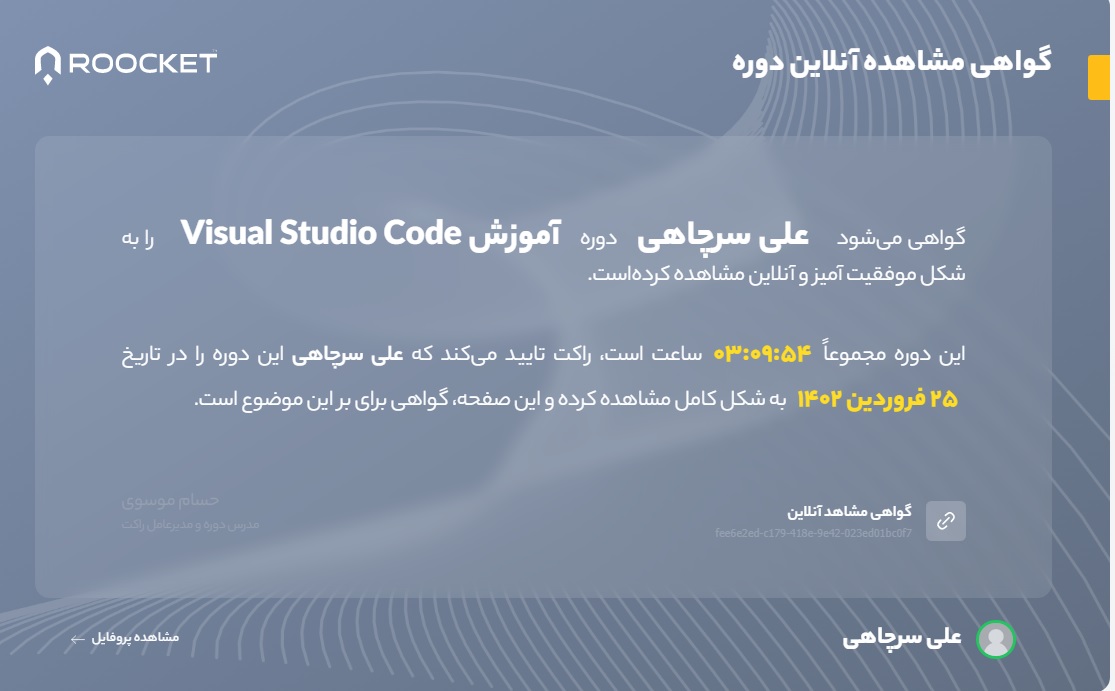 ROOCKET
گواهی مشاهده آنلاین دوره
گواهی می‌شود علی سرچاهی دوره آموزش Visual Studio Code را به
شکل موفقیت آمیز و آنلاین مشاهده کرده‌است.
این دوره مجموعاً ۰۳:۰۹:۵۴ ساعت است، راکت تایید می‌کند که علی سرچاهی این دوره را در تاریخ
۲۵ فروردین ۱۴۰۲ به شکل کامل مشاهده کرده و این صفحه، گواهی برای بر این موضوع است.
گواهی مشاهد آنلاین
fee6e2ed-c179-418e-9e42-023ed01bc0f7
حسام موسوی
مدرس دوره و مدیرعامل راکت
علی سرچاهی
مشاهده پروفایل ←